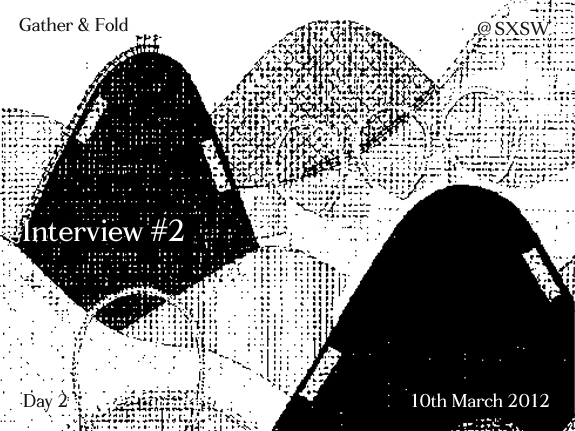 Gather & Fold
@SXSW
Interview #2
Day 2
10th March 2012